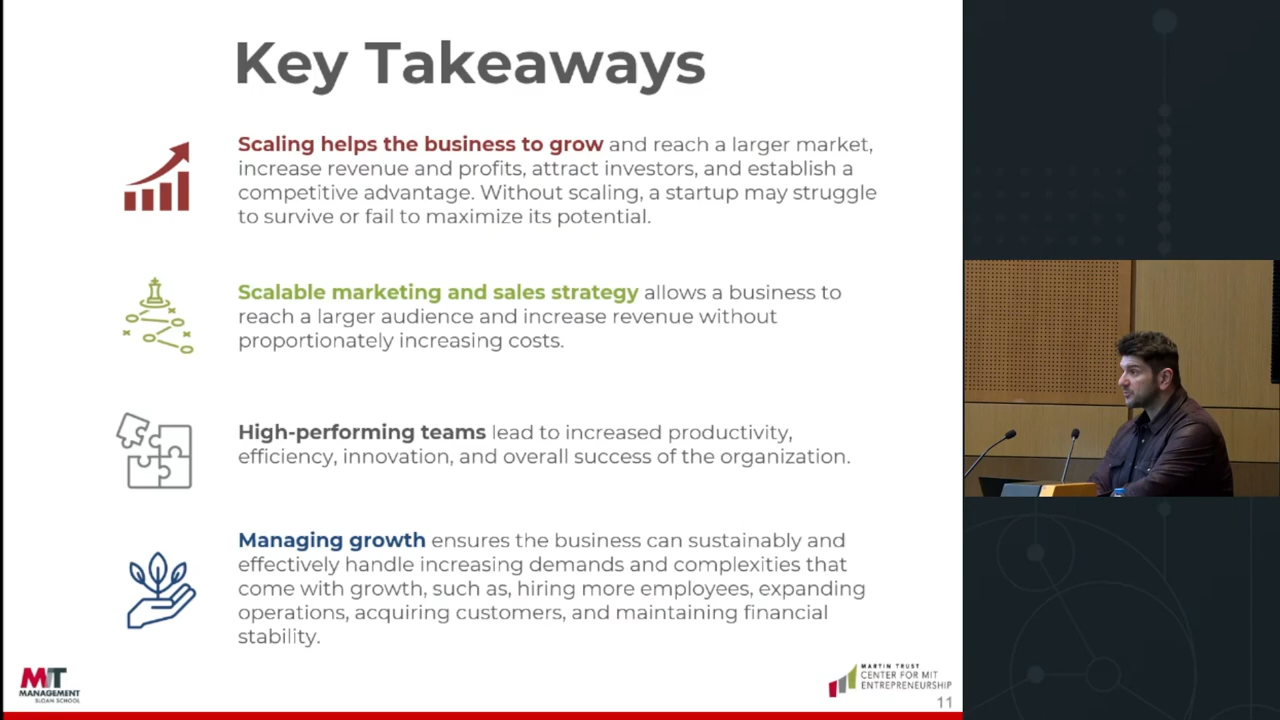 Key Takeaways
Scaling helps the business to grow and reach a larger market,
increase revenue and profits, attract investors, and establish a
competitive advantage. Without scaling, a startup may struggle
to survive or fail to maximize its potential.
Scalable marketing and sales strategy allows a business to
reach a larger audience and increase revenue without
proportionately increasing costs.
High-performing teams lead to increased productivity,
efficiency, innovation, and overall success of the organization.
Managing growth ensures the business can sustainably and
effectively handle increasing demands and complexities that
come with growth, such as, hiring more employees, expanding
operations, acquiring customers, and maintaining financial
stability.
MIT
MANAGEMENT
SLOAN SCHOOL
MARTIN TRUST
CENTER FOR MIT
ENTREPRENEURSHIP
11